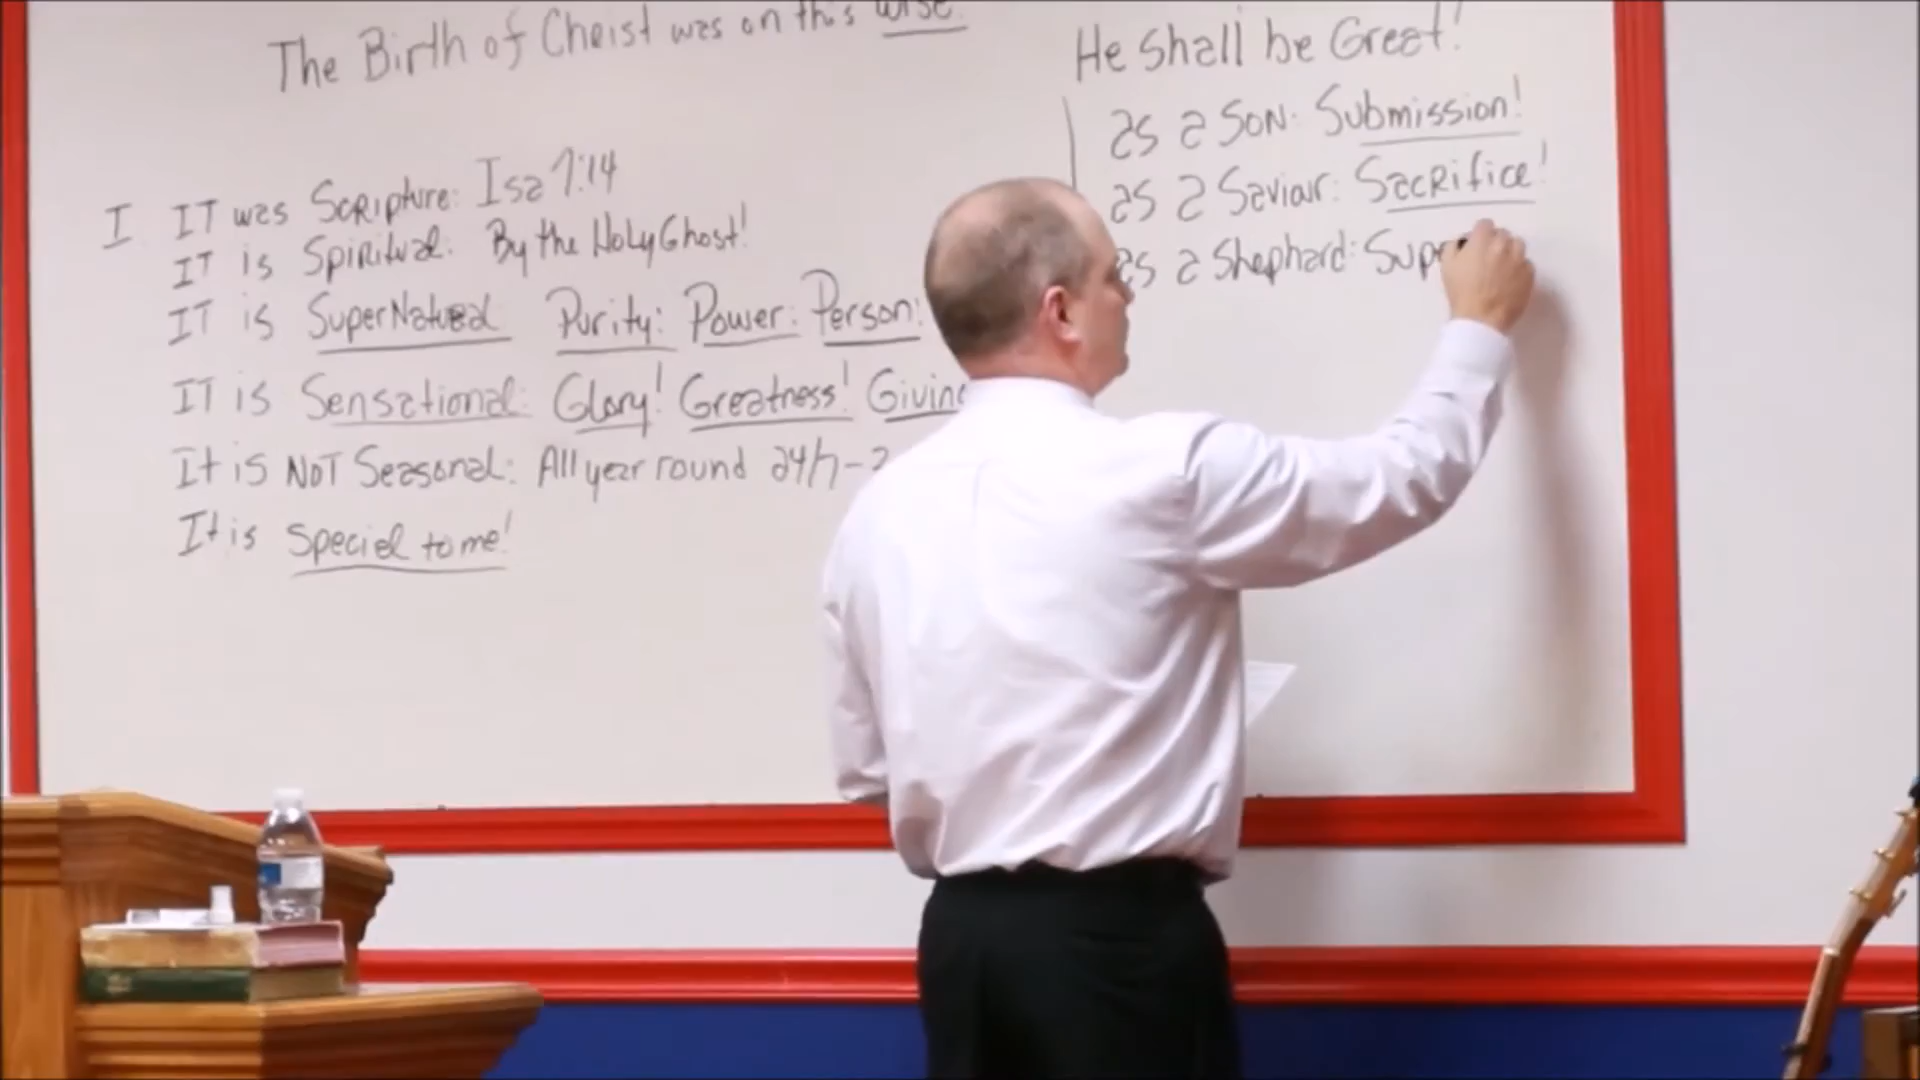 The Birth of Christ was on this wise.
I IT was Scripture: Isa 7:14
IT is Spiritual: By the Holy Ghost!
IT is SuperNatural Purity: Power: Person:
IT is Sensational: Glory! Greatness! Giving
It is NOT Seasonal: All year round 24/7-
It is special to me!
He shall be Great!
as a SON: Submission!
as a Saviour: Sacrifice!
as a Shephard: